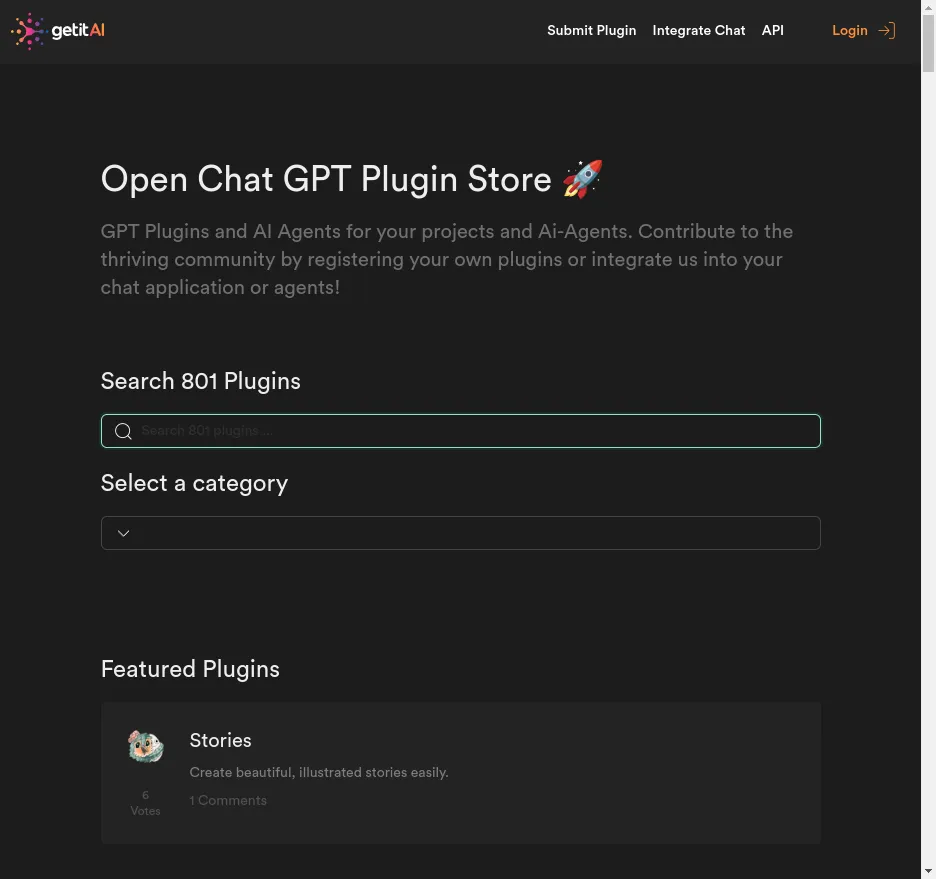 getitAI
Submit Plugin
Integrate Chat
API
Login
Open Chat GPT Plugin Store 🚀
GPT Plugins and AI Agents for your projects and Ai-Agents. Contribute to the
thriving community by registering your own plugins or integrate us into your
chat application or agents!
Search 801 Plugins
Search 801 plugins ...
Select a category
Featured Plugins
Stories
Create beautiful, illustrated stories easily.
1 Comments
6
Votes